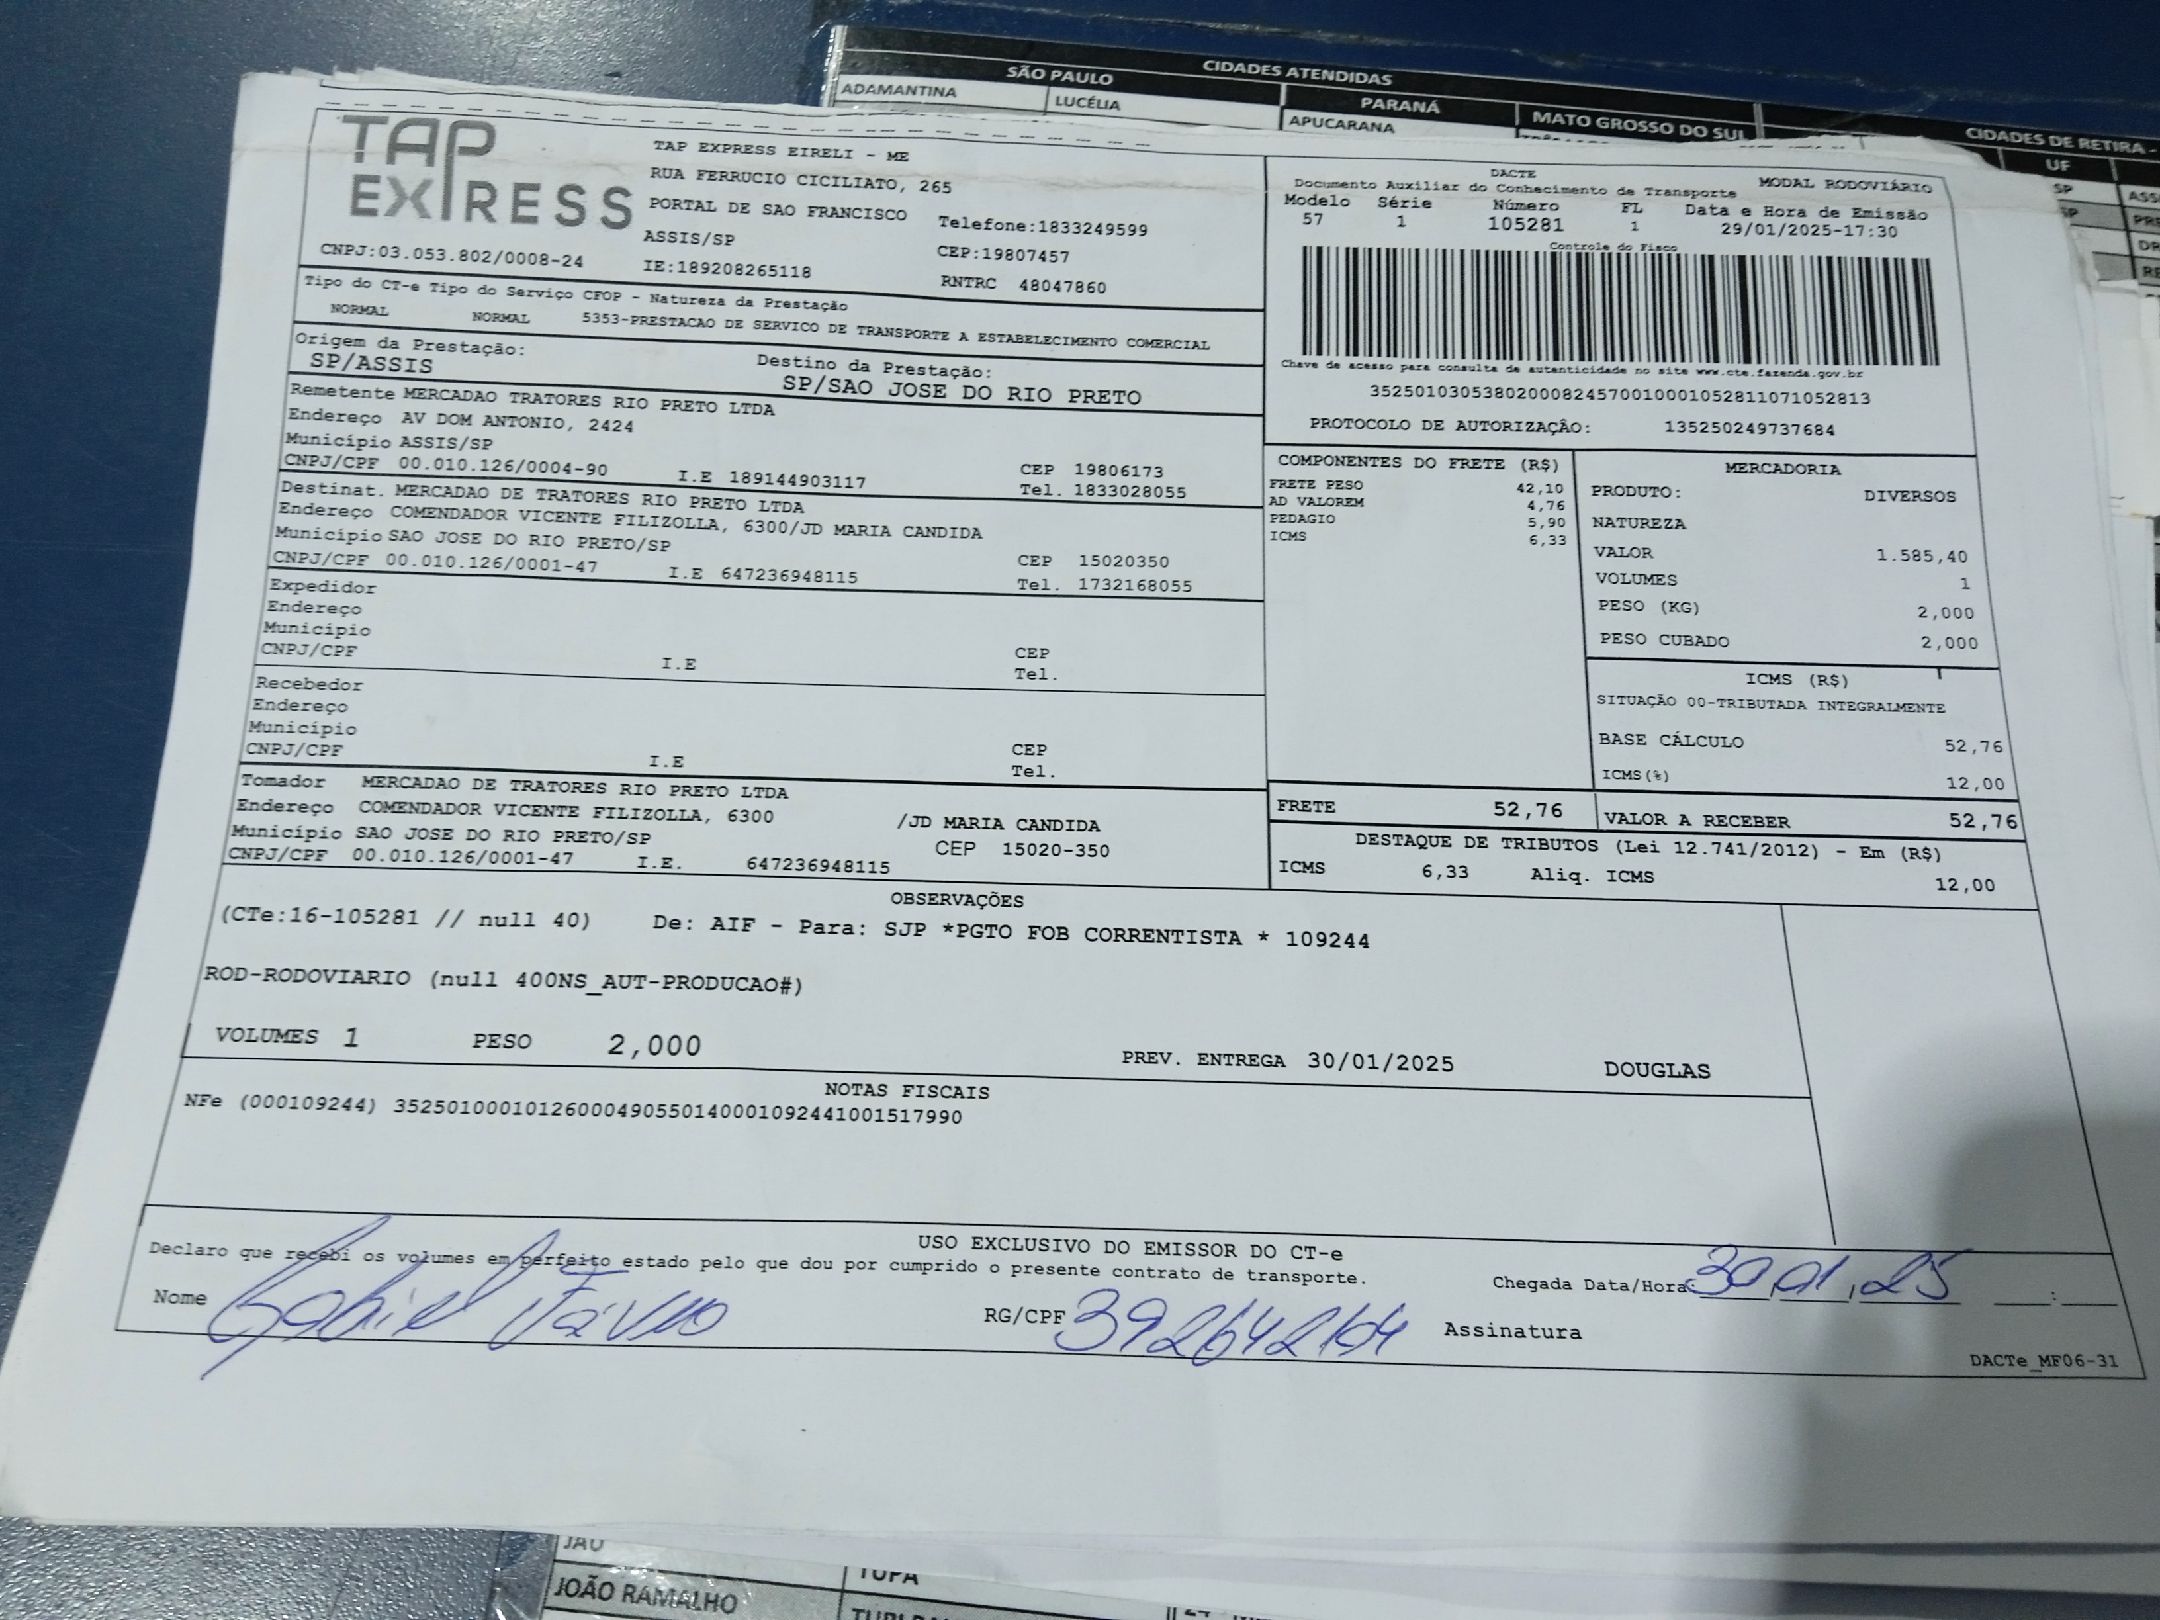 CIDADES ATENDIDAS
SÃO PAULO
PARANÁ
MATO GROSSO DO SUL
CIDADES DE RETIRA -
UF
ADAMANTINA
LUCÉLIA
APUCARANA
SP
SP
TAP
EXPRESS
CNPJ:03.053.802/0008-24
TAP EXPRESS EIRELI - ME
RUA FERRUCIO CICILIATO, 265
PORTAL DE SAO FRANCISCO
Telefone:1833249599
ASSIS/SP
CEP:19807457
IE:189208265118
RNTRC 48047860
DACTE
MODAL RODOVIÁRIO
Documento Auxiliar do Conhecimento de Transporte
Modelo Série Número FL Data e Hora de Emissão
57 1 105281 1 29/01/2025-17:30
Controle do Fisco
Chave de acesso para consulta de autenticidade no site www.cte.fazenda.gov.br
35250103053802000824570010001052811071052813
PROTOCOLO DE AUTORIZAÇÃO: 135250249737684
Tipo do CT-e Tipo do Serviço CFOP - Natureza da Prestação
NORMAL NORMAL 5353-PRESTACAO DE SERVICO DE TRANSPORTE A ESTABELECIMENTO COMERCIAL
Origem da Prestação: Destino da Prestação:
SP/ASSIS SP/SAO JOSE DO RIO PRETO
Remetente MERCADAO TRATORES RIO PRETO LTDA
Endereço AV DOM ANTONIO, 2424
Município ASSIS/SP CEP 19806173
CNPJ/CPF 00.010.126/0004-90 I.E 189144903117 Tel. 1833028055
Destinat. MERCADAO DE TRATORES RIO PRETO LTDA
Endereço COMENDADOR VICENTE FILIZOLLA, 6300/JD MARIA CANDIDA
Município SAO JOSE DO RIO PRETO/SP CEP 15020350
CNPJ/CPF 00.010.126/0001-47 I.E 647236948115 Tel. 1732168055
Expedidor
Endereço
Município CEP
CNPJ/CPF I.E Tel.
Recebedor
Endereço
Município CEP
CNPJ/CPF I.E Tel.
Tomador MERCADAO DE TRATORES RIO PRETO LTDA
Endereço COMENDADOR VICENTE FILIZOLLA, 6300 /JD MARIA CANDIDA
Município SAO JOSE DO RIO PRETO/SP CEP 15020-350
CNPJ/CPF 00.010.126/0001-47 I.E. 647236948115
COMPONENTES DO FRETE (R$)
FRETE PESO 42,10
AD VALOREM 4,76
PEDAGIO 5,90
ICMS 6,33
MERCADORIA
PRODUTO: DIVERSOS
NATUREZA
VALOR 1.585,40
VOLUMES 1
PESO (KG) 2,000
PESO CUBADO 2,000
ICMS (R$)
SITUAÇÃO 00-TRIBUTADA INTEGRALMENTE
BASE CÁLCULO 52,76
ICMS(%) 12,00
FRETE 52,76 VALOR A RECEBER 52,76
DESTAQUE DE TRIBUTOS (Lei 12.741/2012) - Em (R$)
ICMS 6,33 Aliq. ICMS 12,00
OBSERVAÇÕES
(CTe:16-105281 // null 40) De: AIF - Para: SJP *PGTO FOB CORRENTISTA * 109244
ROD-RODOVIARIO (null 400NS_AUT-PRODUCAO#)
VOLUMES 1 PESO 2,000 PREV. ENTREGA 30/01/2025 DOUGLAS
NOTAS FISCAIS
NFe (000109244) 35250100010126000490550140001092441001517990
USO EXCLUSIVO DO EMISSOR DO CT-e
Declaro que recebi os volumes em perfeito estado pelo que dou por cumprido o presente contrato de transporte.
Chegada Data/Hora: 30,01,25 :
Nome Gabriel
RG/CPF Assinatura
DACTe_MF06-31
JAÚ
TUPÃ
JOÃO RAMALHO